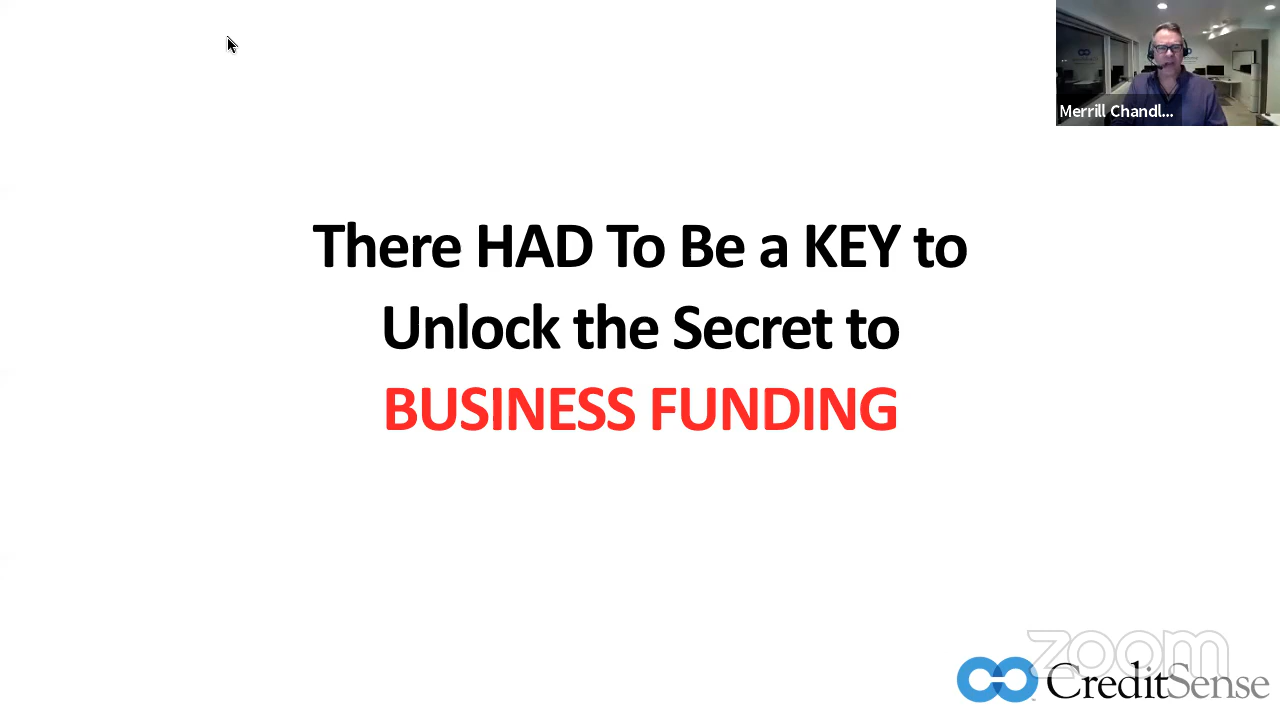 Merrill Chandl...
There HAD To Be a KEY to
Unlock the Secret to
BUSINESS FUNDING
zoom
CreditSense